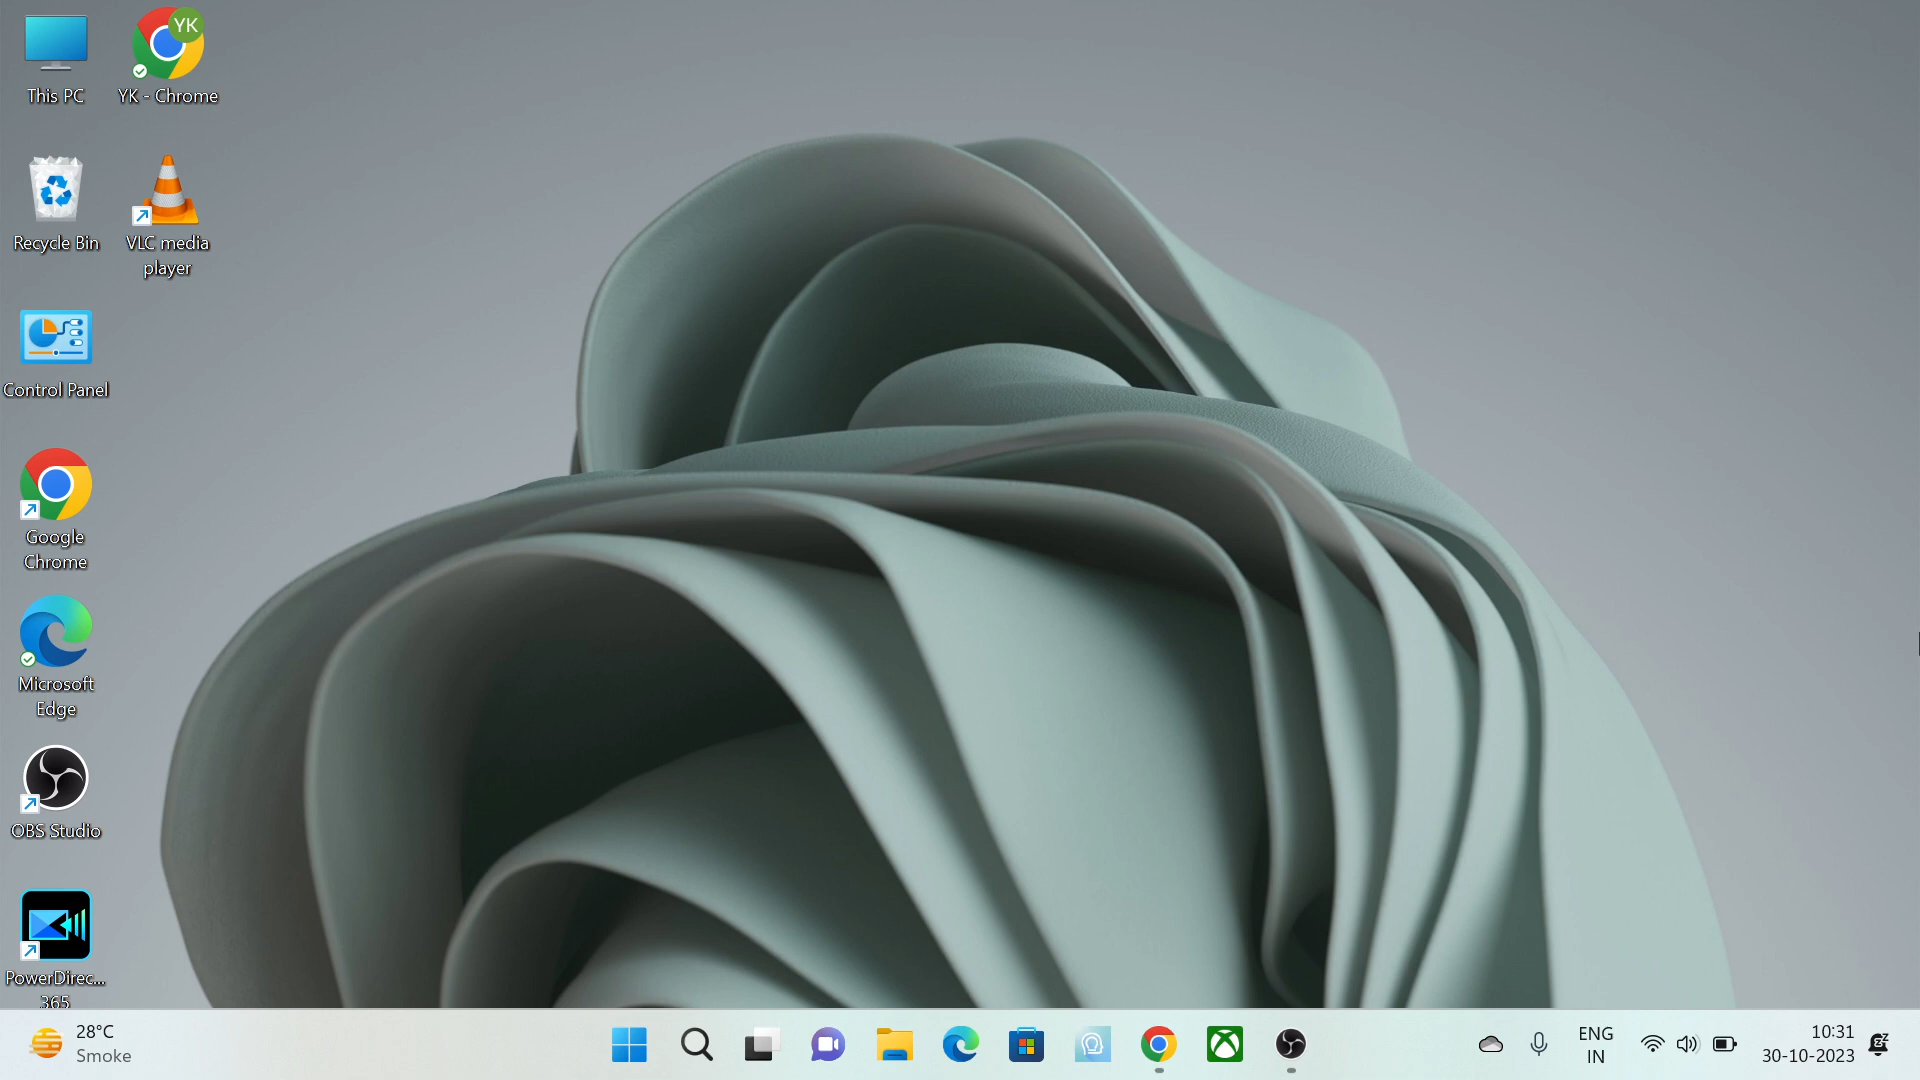 This PC
YK
YK - Chrome
Recycle Bin
VLC media
player
Control Panel
Google
Chrome
Microsoft
Edge
OBS Studio
PowerDirec...
365
28°C
Smoke
ENG
IN
10:31
30-10-2023